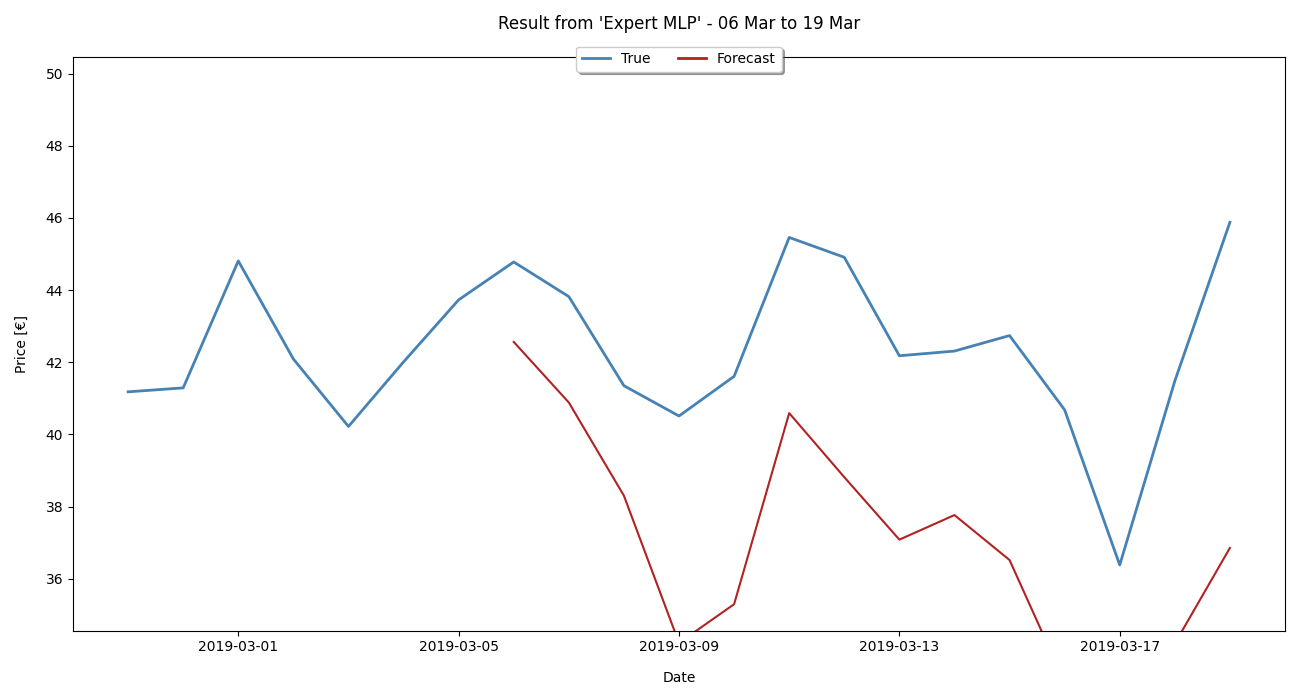 Result from 'Expert MLP' - 06 Mar to 19 Mar
True Forecast
50
48
46
44
42
40
38
36
Price [€]
2019-03-01 2019-03-05 2019-03-09 2019-03-13 2019-03-17
Date